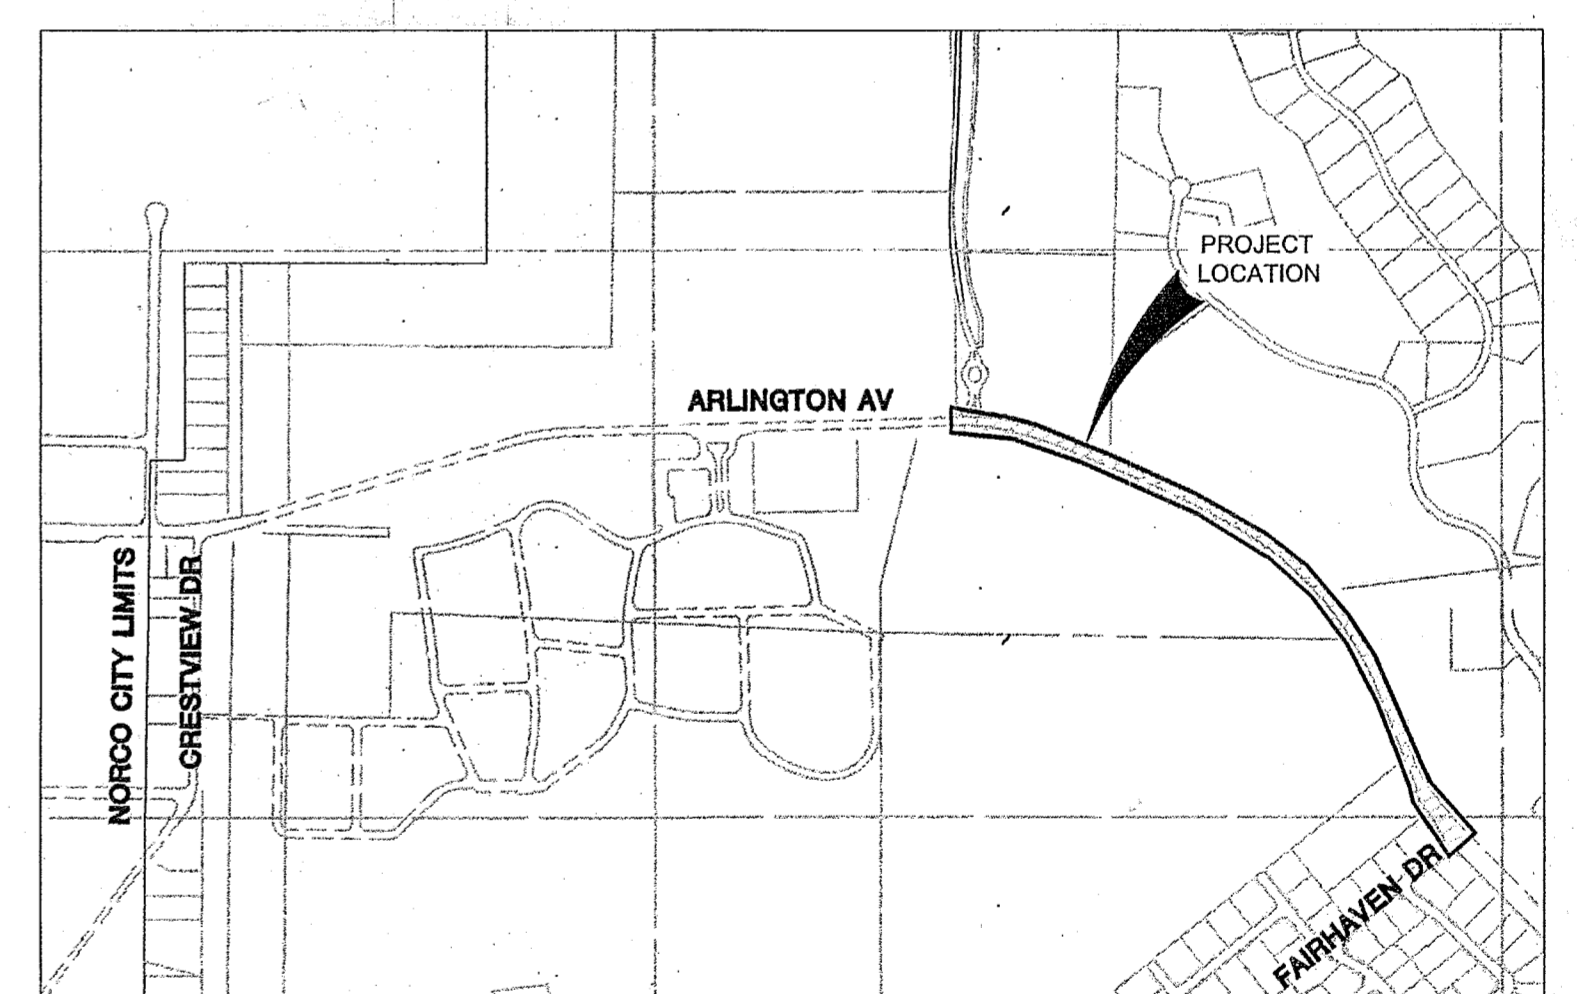 PROJECT
LOCATION
ARLINGTON AV
NORCO CITY LIMITS
CRESTVIEW DR
FAIRHAVEN DR